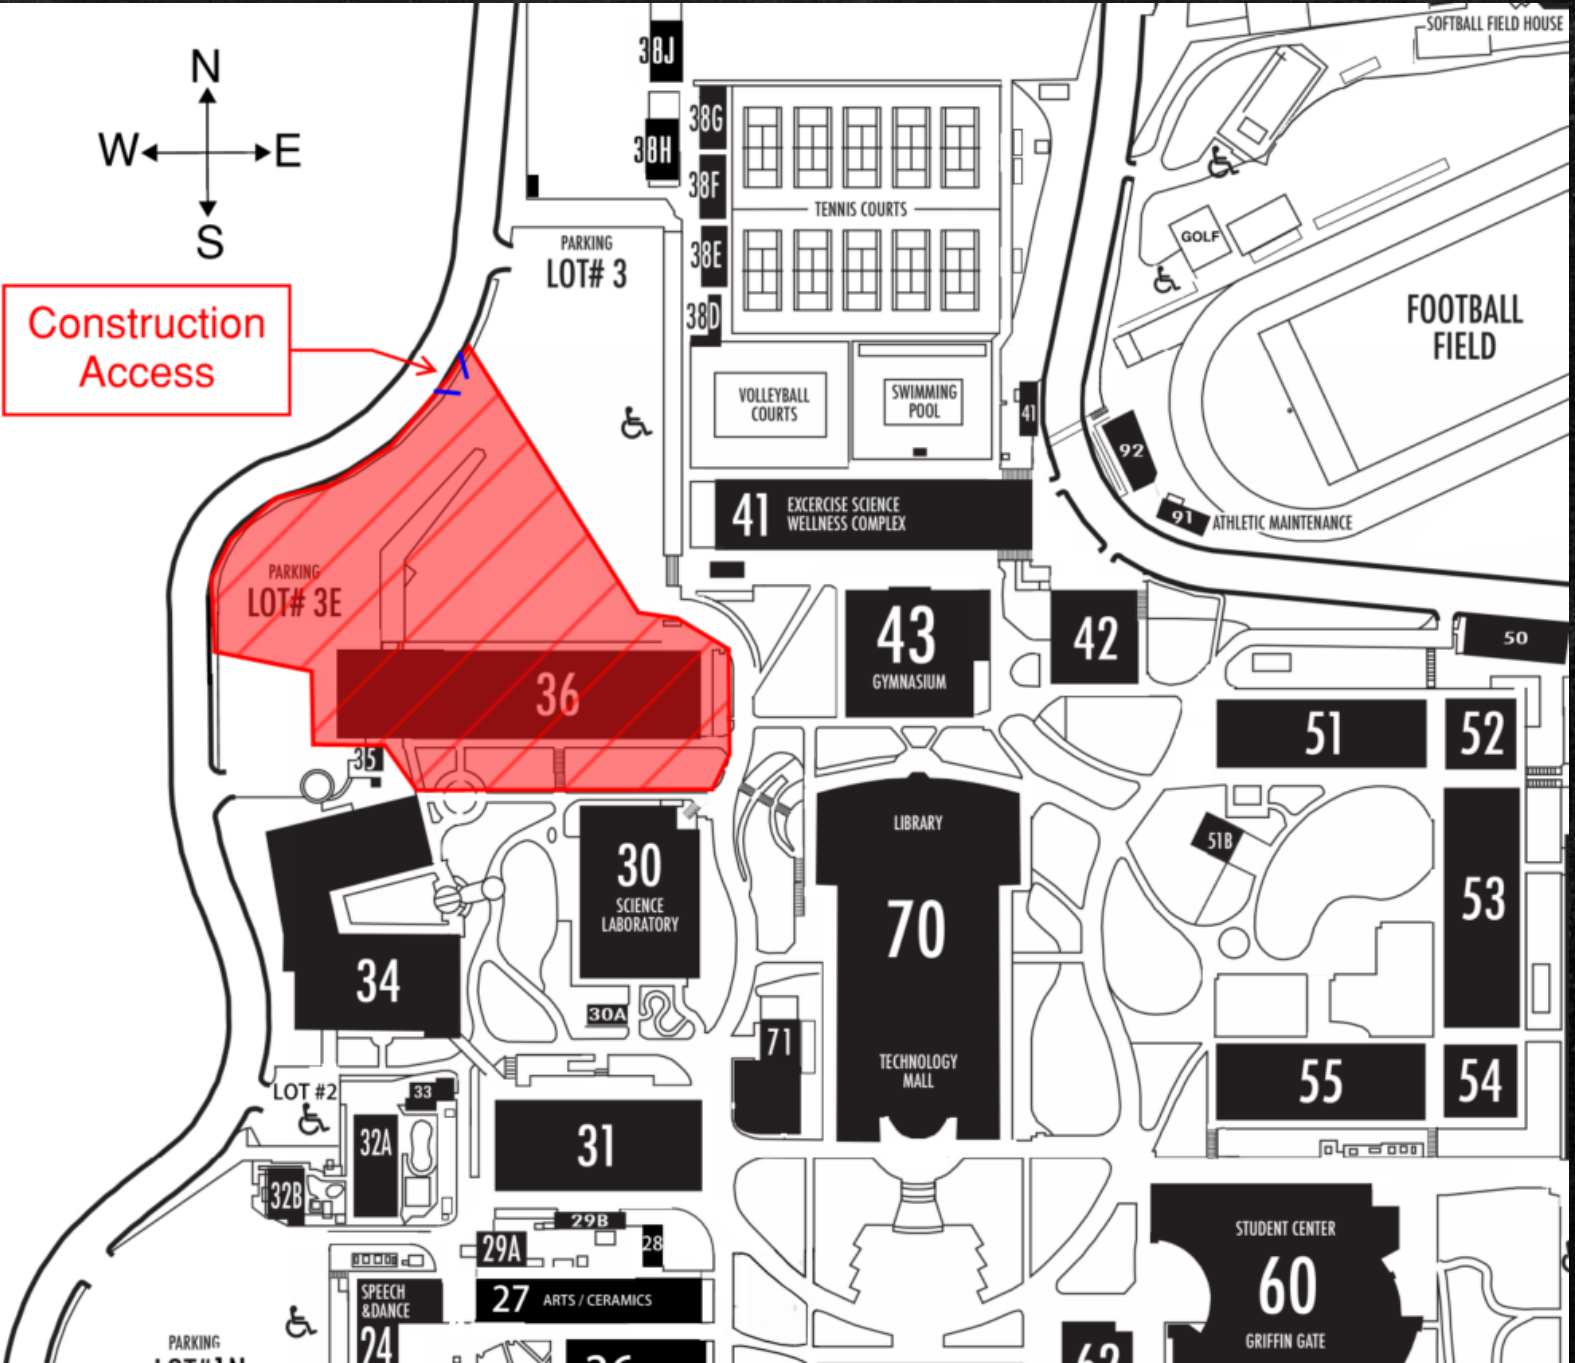 SOFTBALL FIELD HOUSE
N
W
E
S
38J
38G
38H
38F
TENNIS COURTS
GOLF
PARKING
LOT# 3
38E
38D
Construction
Access
FOOTBALL
FIELD
VOLLEYBALL
COURTS
SWIMMING
POOL
41
92
41
EXCERCISE SCIENCE
WELLNESS COMPLEX
91
ATHLETIC MAINTENANCE
PARKING
LOT# 3E
43
GYMNASIUM
42
50
36
51
52
35
LIBRARY
51B
30
SCIENCE
LABORATORY
70
53
34
30A
71
TECHNOLOGY
MALL
55
54
LOT #2
33
32A
31
32B
29B
29A
28
STUDENT CENTER
60
GRIFFIN GATE
SPEECH
&DANCE
24
27
ARTS / CERAMICS
PARKING